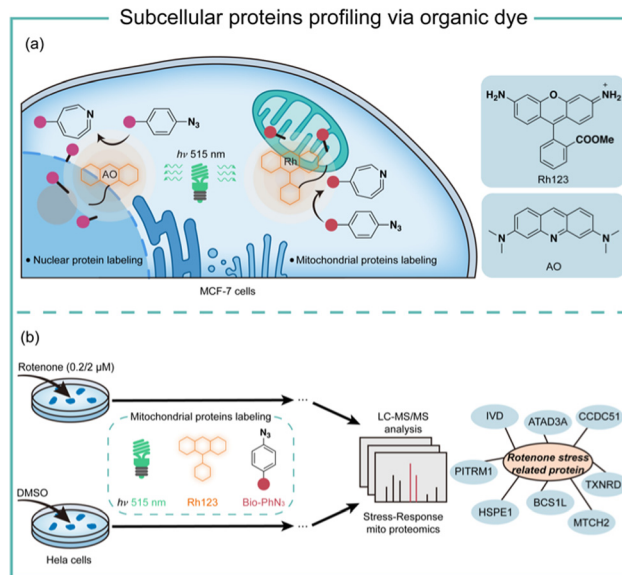 Subcellular proteins profiling via organic dye
(a)
N
N₃
AO
hν 515 nm
Rh
N
N₃
• Nuclear protein labeling
• Mitochondrial proteins labeling
MCF-7 cells
H₂N
O
+
NH₂
COOMe
Rh123
N
N
N
AO
(b)
Rotenone (0.2/2 μM)
...
Mitochondrial proteins labeling
N₃
hν 515 nm
Rh123
Bio-PhN₃
DMSO
...
Hela cells
LC-MS/MS
analysis
Stress-Response
mito proteomics
IVD
ATAD3A
CCDC51
Rotenone stress
related protein
PITRM1
TXNRD
HSPE1
BCS1L
MTCH2